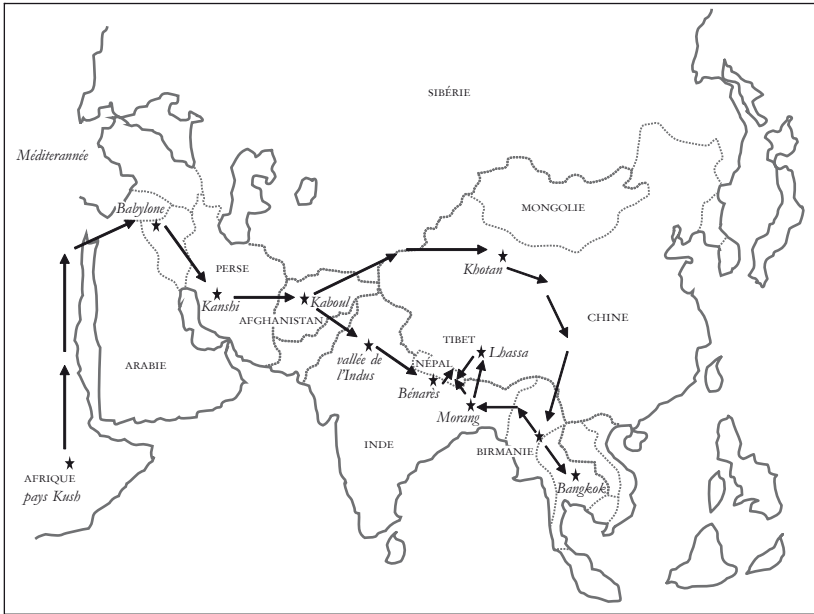 SIBÉRIE
Méditerannée
MONGOLIE
Babylone
PERSE
Khotan
Kanshi
Kaboul
AFGHANISTAN
CHINE
TIBET
Lhassa
ARABIE
vallée de
l'Indus
NÉPAL
Bénarès
Morang
INDE
BIRMANIE
AFRIQUE
pays Kush
Bangkok